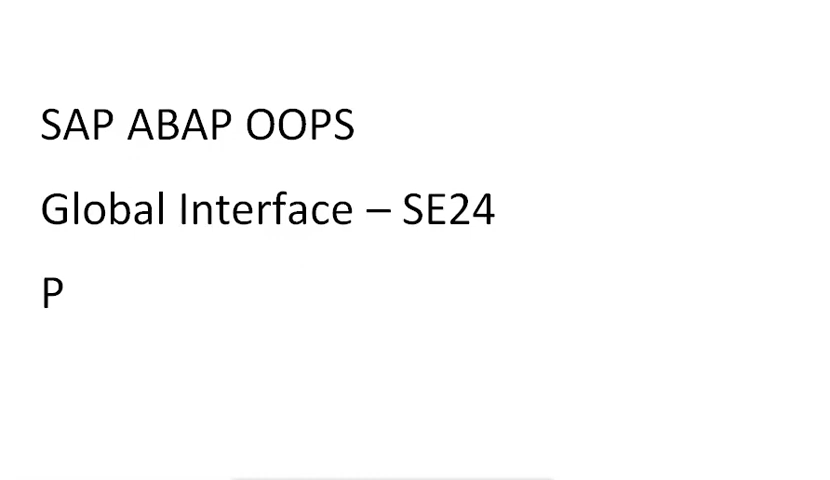 SAP ABAP OOPS
Global Interface – SE24
P